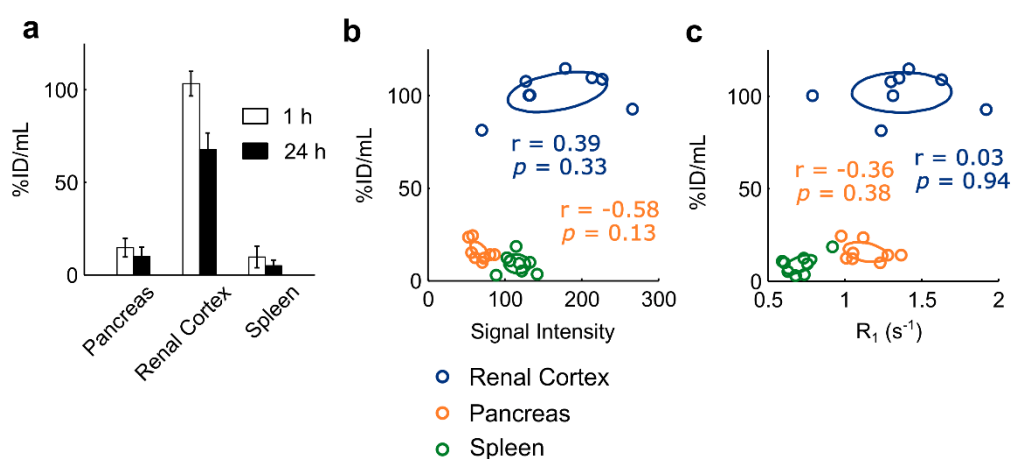 a
%ID/mL
100
50
0
1 h
24 h
Pancreas
Renal Cortex
Spleen
b
%ID/mL
100
50
0
r = 0.39
p = 0.33
r = -0.58
p = 0.13
0
100
200
300
Signal Intensity
c
%ID/mL
100
50
0
r = -0.36
p = 0.38
r = 0.03
p = 0.94
0.5
1
1.5
2
R₁ (s⁻¹)
Renal Cortex
Pancreas
Spleen